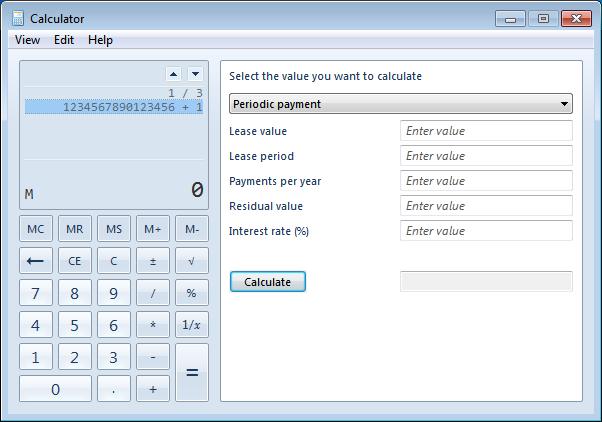 Calculator
View Edit Help
1 / 3
1234567890123456 + 1
M 0
MC MR MS M+ M-
← CE C ± √
7 8 9 / %
4 5 6 * 1/x
1 2 3 - =
0 . +
Select the value you want to calculate
Periodic payment
Lease value Enter value
Lease period Enter value
Payments per year Enter value
Residual value Enter value
Interest rate (%) Enter value
Calculate